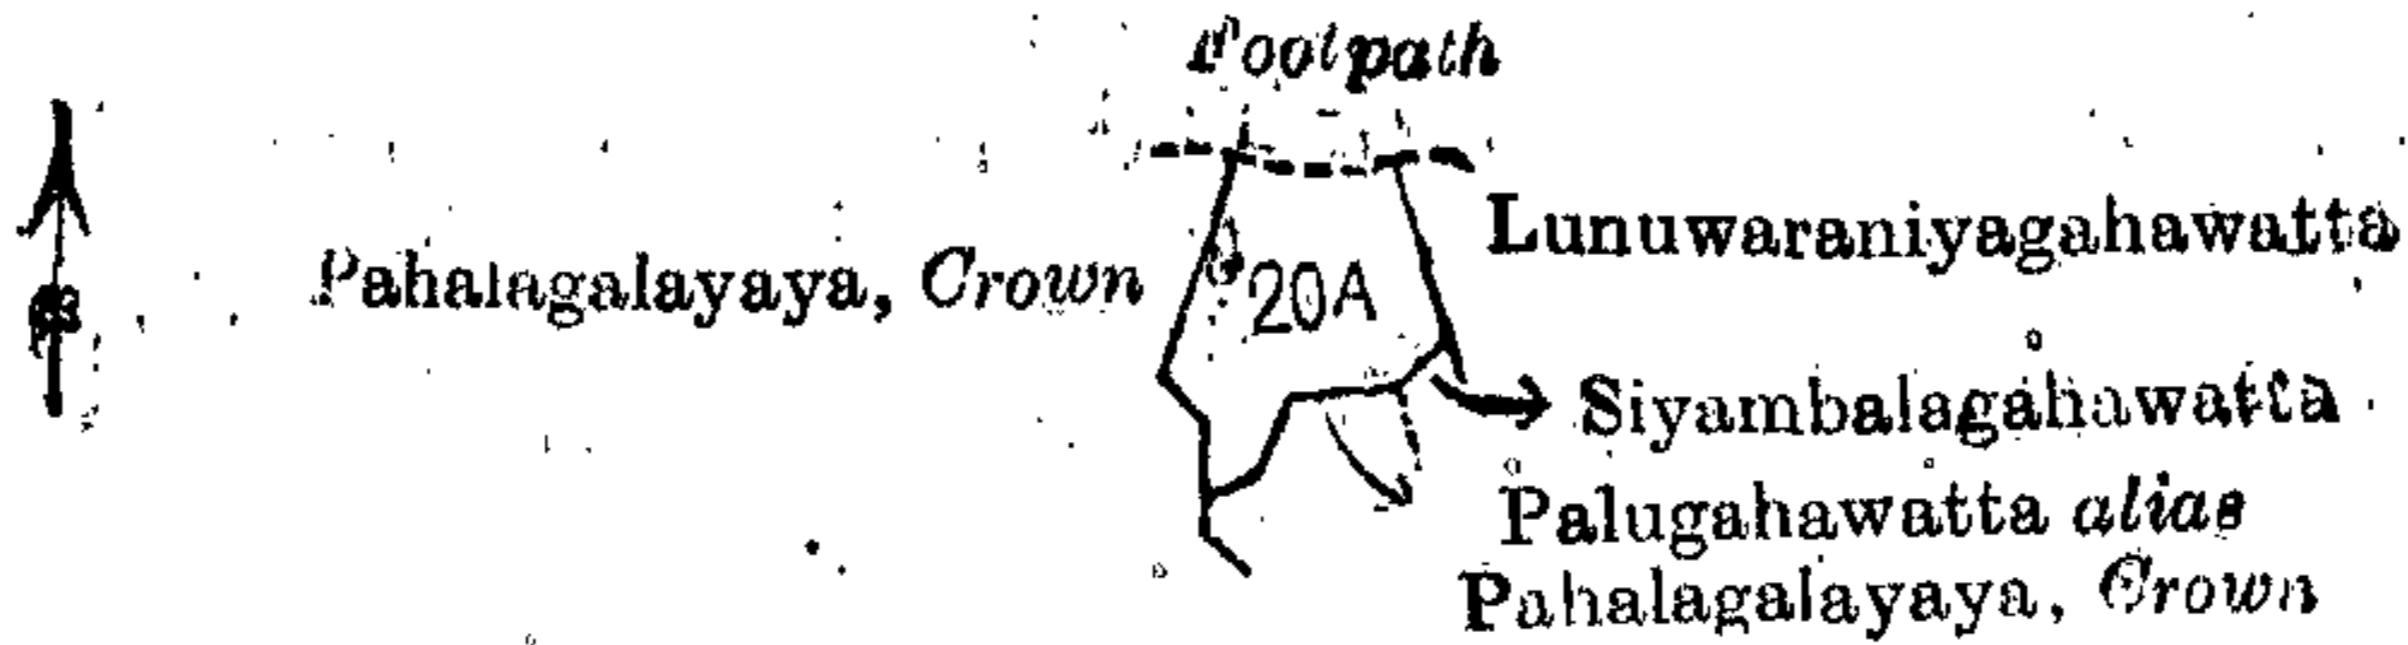 Footpath
Lunuwaraniyagahawatta
Pahalagalayaya, Crown
20A
Siyambalagahawatta
Palugahawatta alias
Pahalagalayaya, Crown